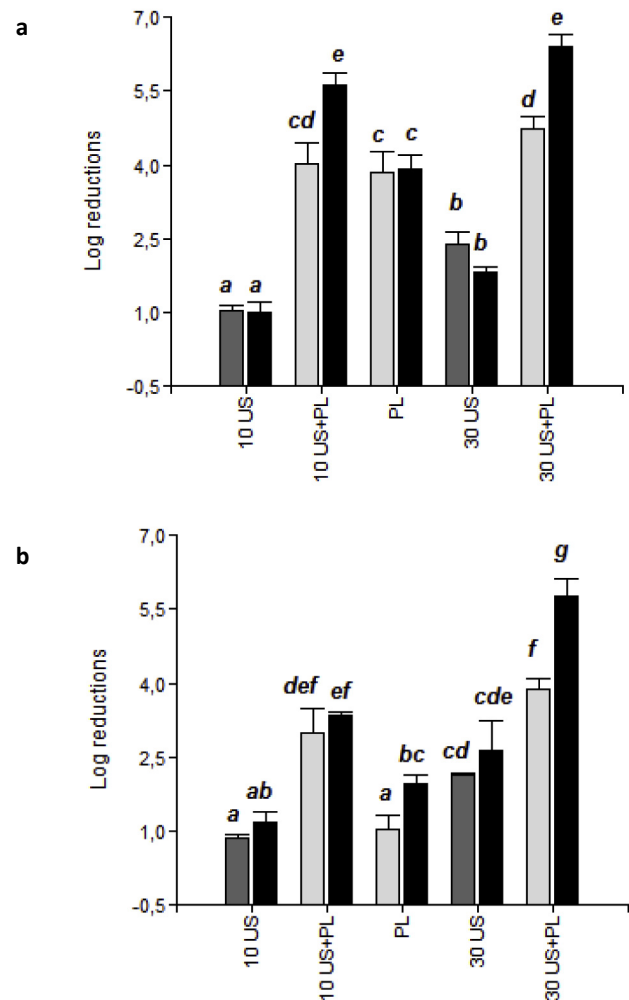 a
Log reductions
7,0
5,5
4,0
2,5
1,0
-0,5
a a
cd e
c c
b b
d e
10 US
10 US+PL
PL
30 US
30 US+PL
b
Log reductions
7,0
5,5
4,0
2,5
1,0
-0,5
a ab
def ef
a bc
cd cde
f g
10 US
10 US+PL
PL
30 US
30 US+PL